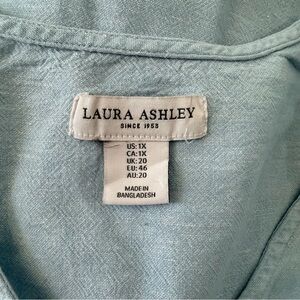 LAURA ASHLEY
SINCE 1953
US: 1X
CA: 1X
UK: 20
EU: 46
AU: 20
MADE IN
BANGLADESH